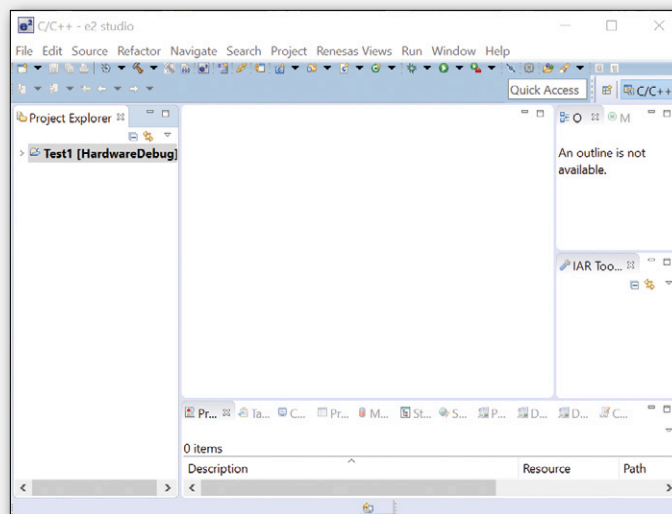 e² C/C++ - e2 studio
File Edit Source Refactor Navigate Search Project Renesas Views Run Window Help
Quick Access
C/C++
Project Explorer
Test1 [HardwareDebug]
O
M
An outline is not
available.
IAR Too...
Pr...
Ta...
C...
Pr...
M...
St...
S...
P...
D...
D...
C...
0 items
Description Resource Path